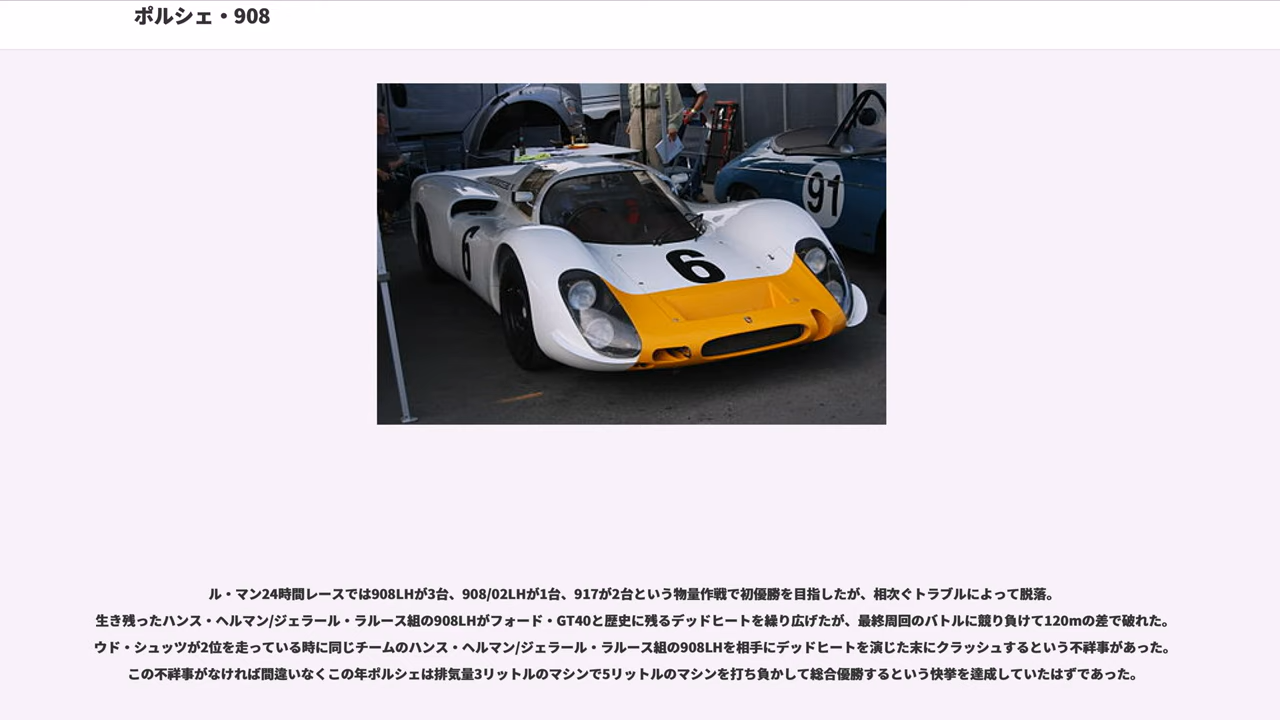 ポルシェ・908
91
6
6
ル・マン24時間レースでは908LHが3台、908/02LHが1台、917が2台という物量作戦で初優勝を目指したが、相次ぐトラブルによって脱落。
生き残ったハンス・ヘルマン/ジェラール・ラルース組の908LHがフォード・GT40と歴史に残るデッドヒートを繰り広げたが、最終周回のバトルに競り負けて120mの差で破れた。
ウド・シュッツが2位を走っている時に同じチームのハンス・ヘルマン/ジェラール・ラルース組の908LHを相手にデッドヒートを演じた末にクラッシュするという不祥事があった。
この不祥事がなければ間違いなくこの年ポルシェは排気量3リットルのマシンで5リットルのマシンを打ち負かして総合優勝するという快挙を達成していたはずであった。